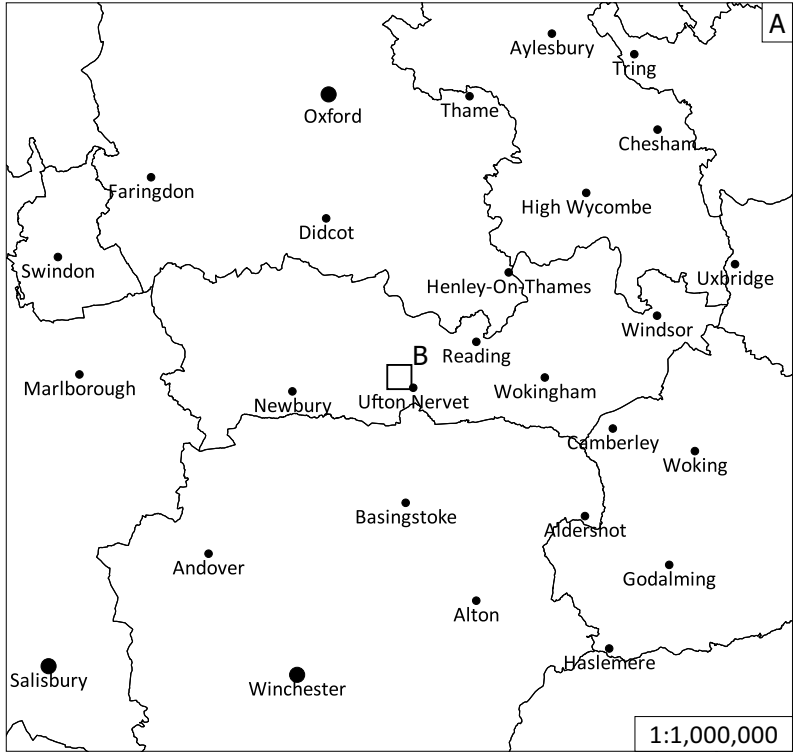 A
Aylesbury
Tring
Thame
Oxford
Chesham
Faringdon
High Wycombe
Didcot
Swindon
Uxbridge
Henley-On-Thames
Windsor
Reading
B
Marlborough
Wokingham
Ufton Nervet
Newbury
Camberley
Woking
Basingstoke
Aldershot
Andover
Godalming
Alton
Haslemere
Salisbury
Winchester
1:1,000,000